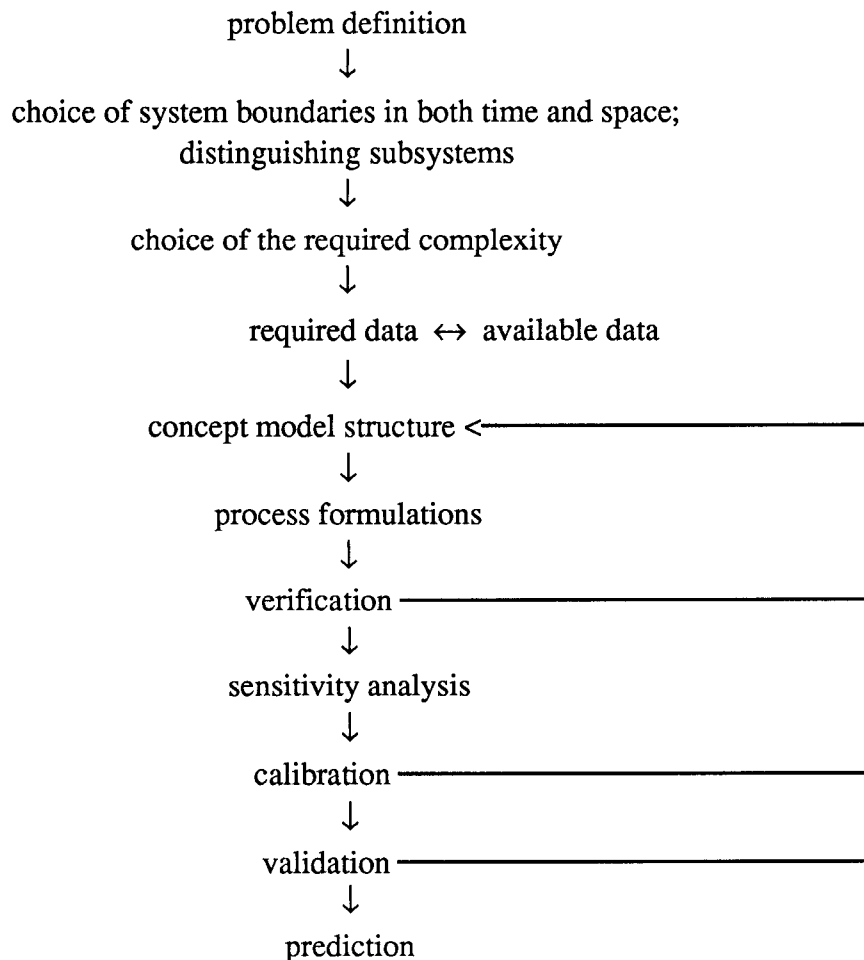 problem definition
↓
choice of system boundaries in both time and space;
distinguishing subsystems
↓
choice of the required complexity
↓
required data ↔ available data
↓
concept model structure <
↓
process formulations
↓
verification
↓
sensitivity analysis
↓
calibration
↓
validation
↓
prediction